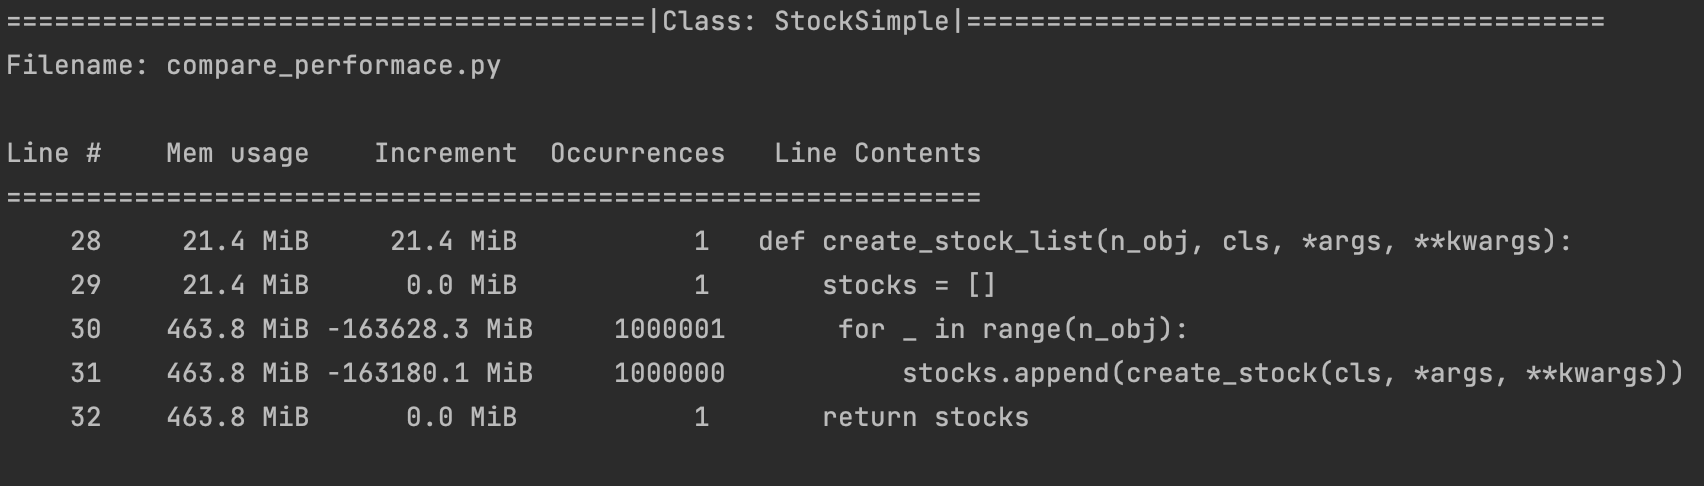 ========================================|Class: StockSimple|========================================
Filename: compare_performace.py
Line #    Mem usage    Increment  Occurrences   Line Contents
=============================================================
    28     21.4 MiB     21.4 MiB           1   def create_stock_list(n_obj, cls, *args, **kwargs):
    29     21.4 MiB      0.0 MiB           1       stocks = []
    30    463.8 MiB -163628.3 MiB     1000001       for _ in range(n_obj):
    31    463.8 MiB -163180.1 MiB     1000000           stocks.append(create_stock(cls, *args, **kwargs))
    32    463.8 MiB      0.0 MiB           1       return stocks